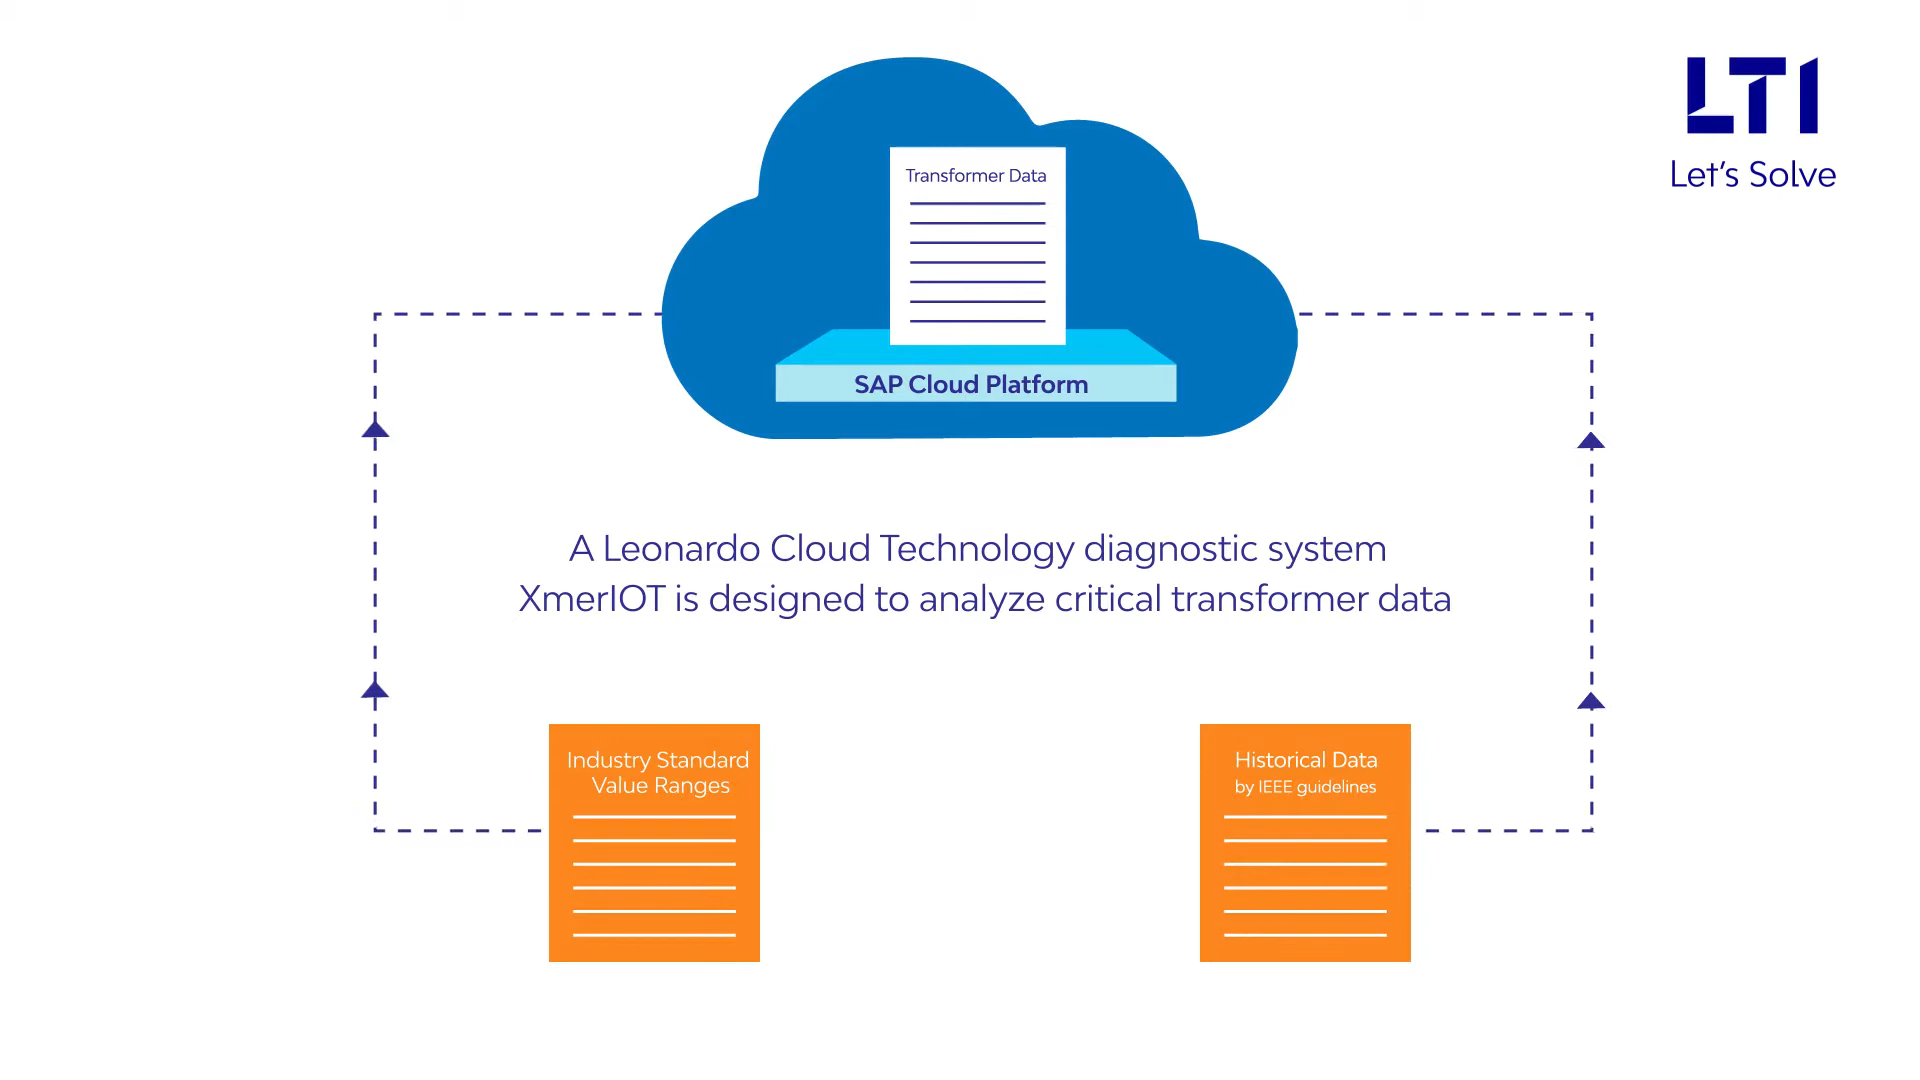 LTI
Let's Solve
Transformer Data
SAP Cloud Platform
A Leonardo Cloud Technology diagnostic system
XmerIOT is designed to analyze critical transformer data
Industry Standard
Value Ranges
Historical Data
by IEEE guidelines